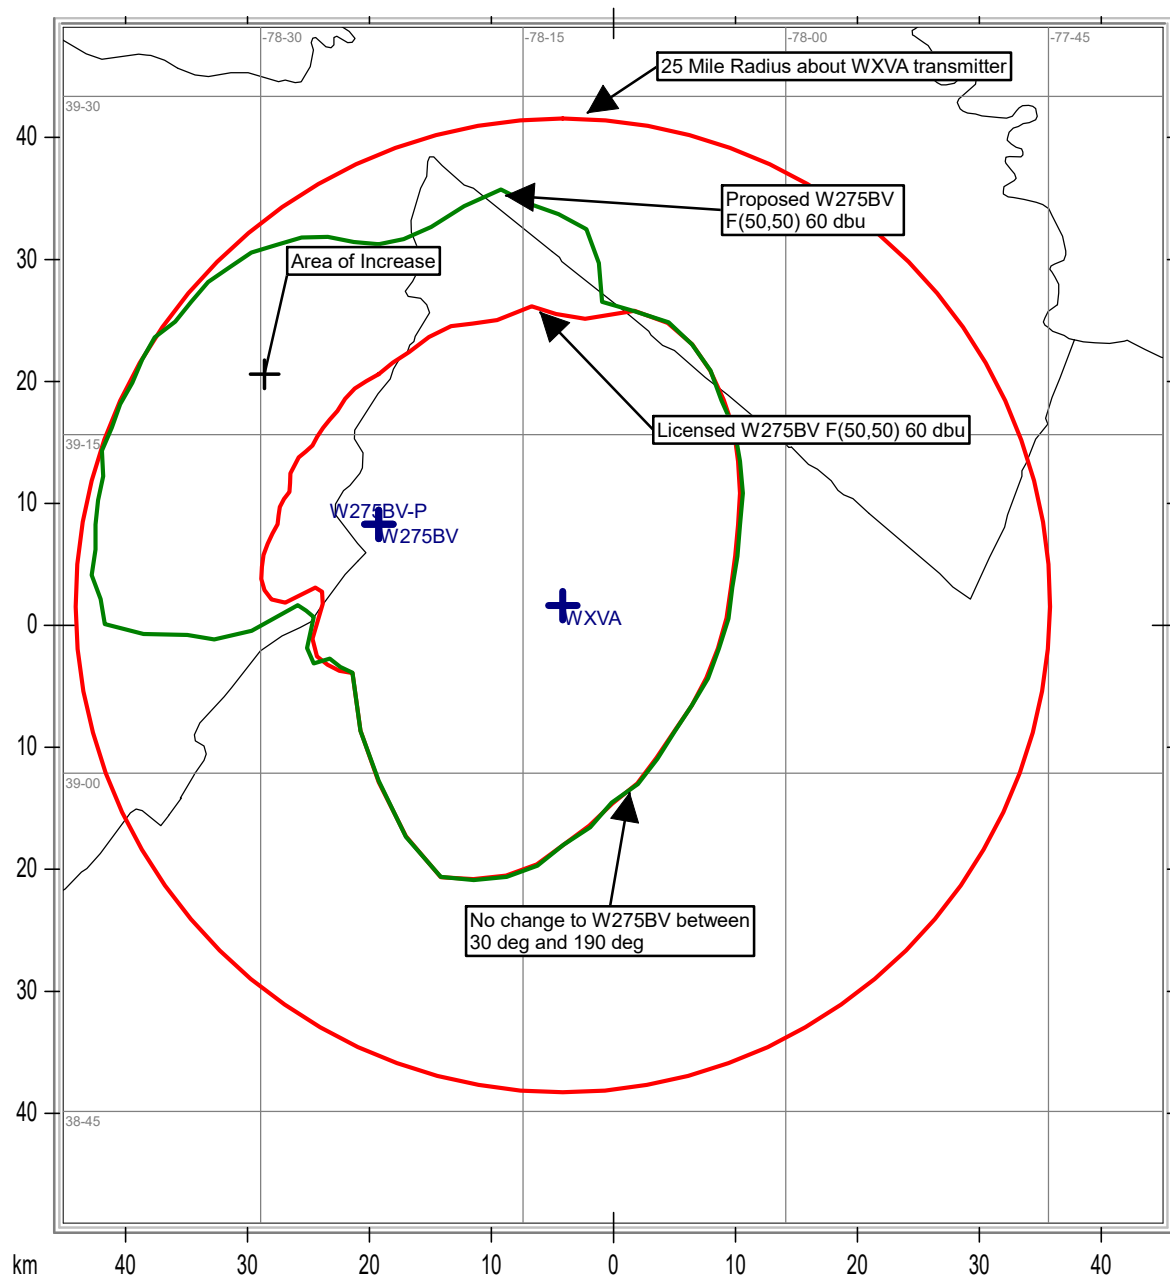 -78-30
-78-15
-78-00
-77-45
25 Mile Radius about WXVA transmitter
39-30
40
Proposed W275BV
F(50,50) 60 dbu
30
Area of Increase
20
Licensed W275BV F(50,50) 60 dbu
39-15
10
W275BV-P
W275BV
WXVA
0
10
39-00
20
No change to W275BV between
30 deg and 190 deg
30
40
38-45
km
40
30
20
10
0
10
20
30
40